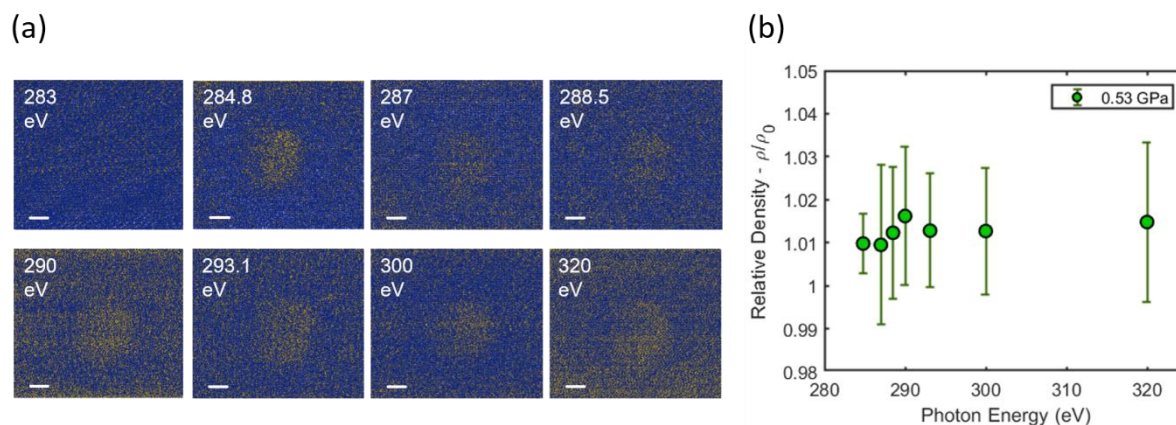 (a)
(b)
283
eV
284.8
eV
287
eV
288.5
eV
290
eV
293.1
eV
300
eV
320
eV
1.05
1.04
1.03
1.02
1.01
1
0.99
0.98
Relative Density - ρ/ρ0
0.53 GPa
280 290 300 310 320
Photon Energy (eV)